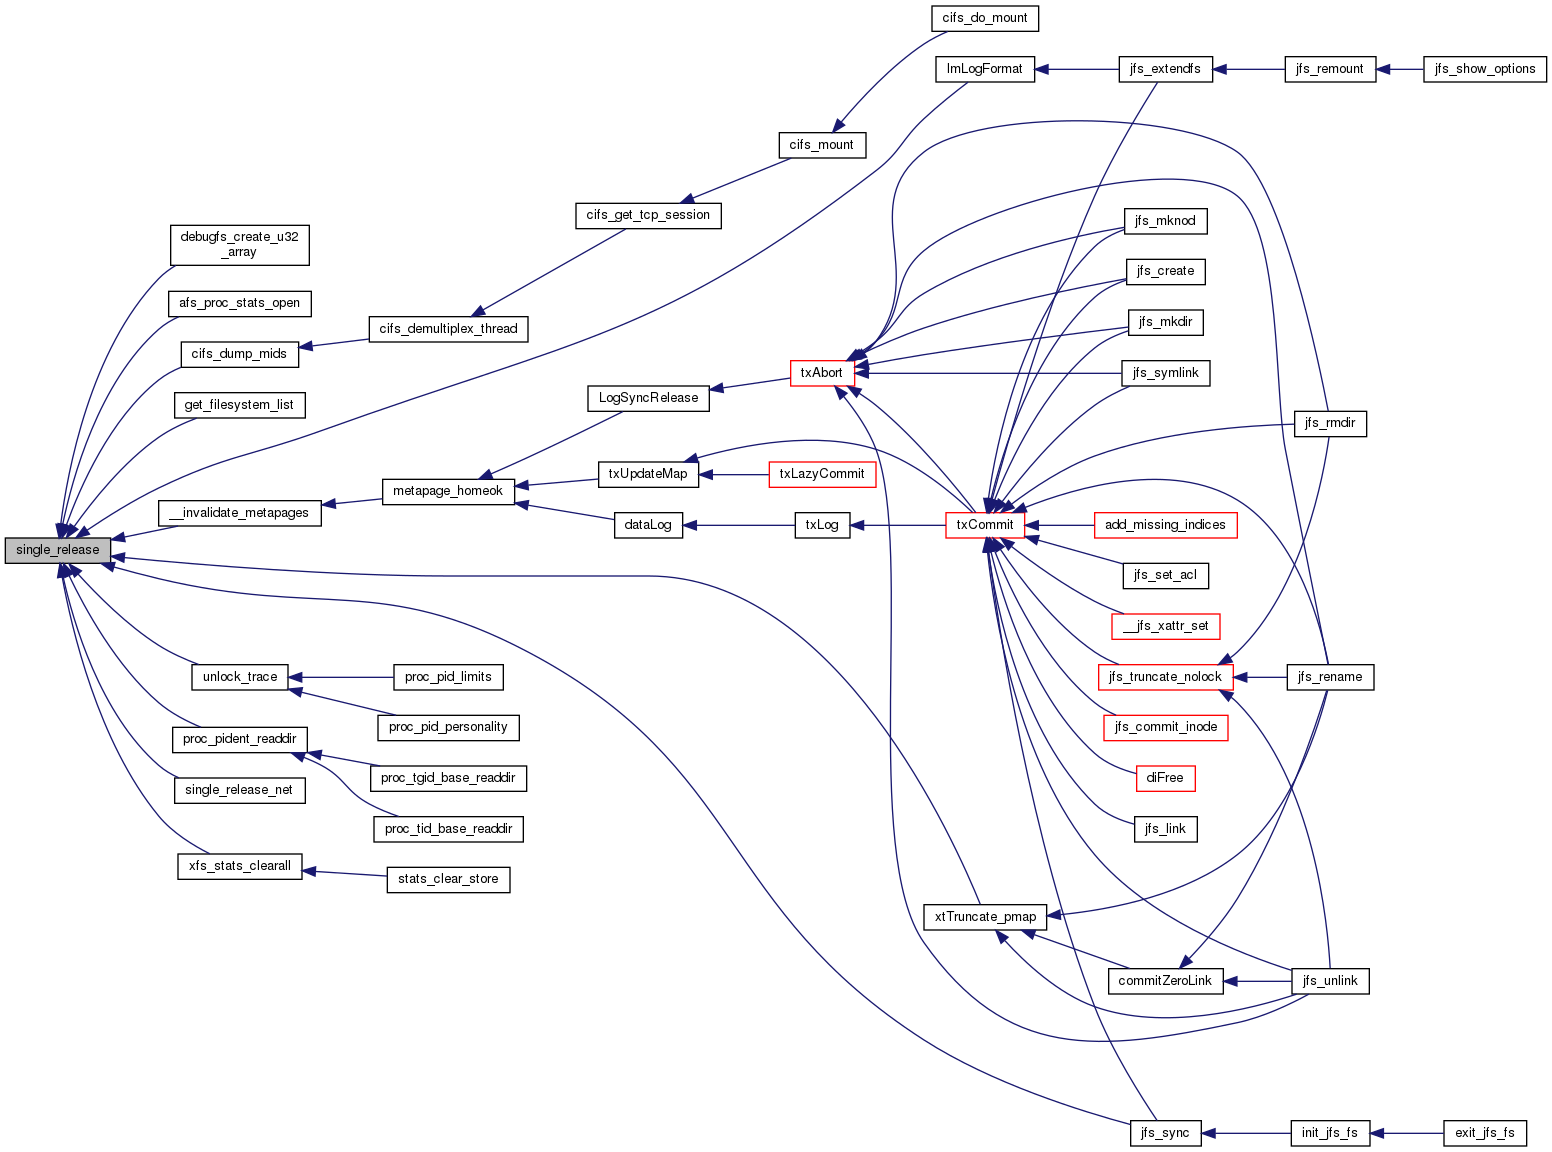 cifs_do_mount
lmLogFormat
jfs_extendfs
jfs_remount
jfs_show_options
cifs_mount
cifs_get_tcp_session
jfs_mknod
debugfs_create_u32
_array
jfs_create
afs_proc_stats_open
jfs_mkdir
cifs_demultiplex_thread
cifs_dump_mids
txAbort
jfs_symlink
LogSyncRelease
get_filesystem_list
jfs_rmdir
txUpdateMap
txLazyCommit
metapage_homeok
__invalidate_metapages
dataLog
txLog
txCommit
add_missing_indices
single_release
jfs_set_acl
__jfs_xattr_set
unlock_trace
proc_pid_limits
jfs_truncate_nolock
jfs_rename
proc_pid_personality
jfs_commit_inode
proc_pident_readdir
proc_tgid_base_readdir
diFree
single_release_net
proc_tid_base_readdir
jfs_link
xfs_stats_clearall
stats_clear_store
xtTruncate_pmap
commitZeroLink
jfs_unlink
jfs_sync
init_jfs_fs
exit_jfs_fs